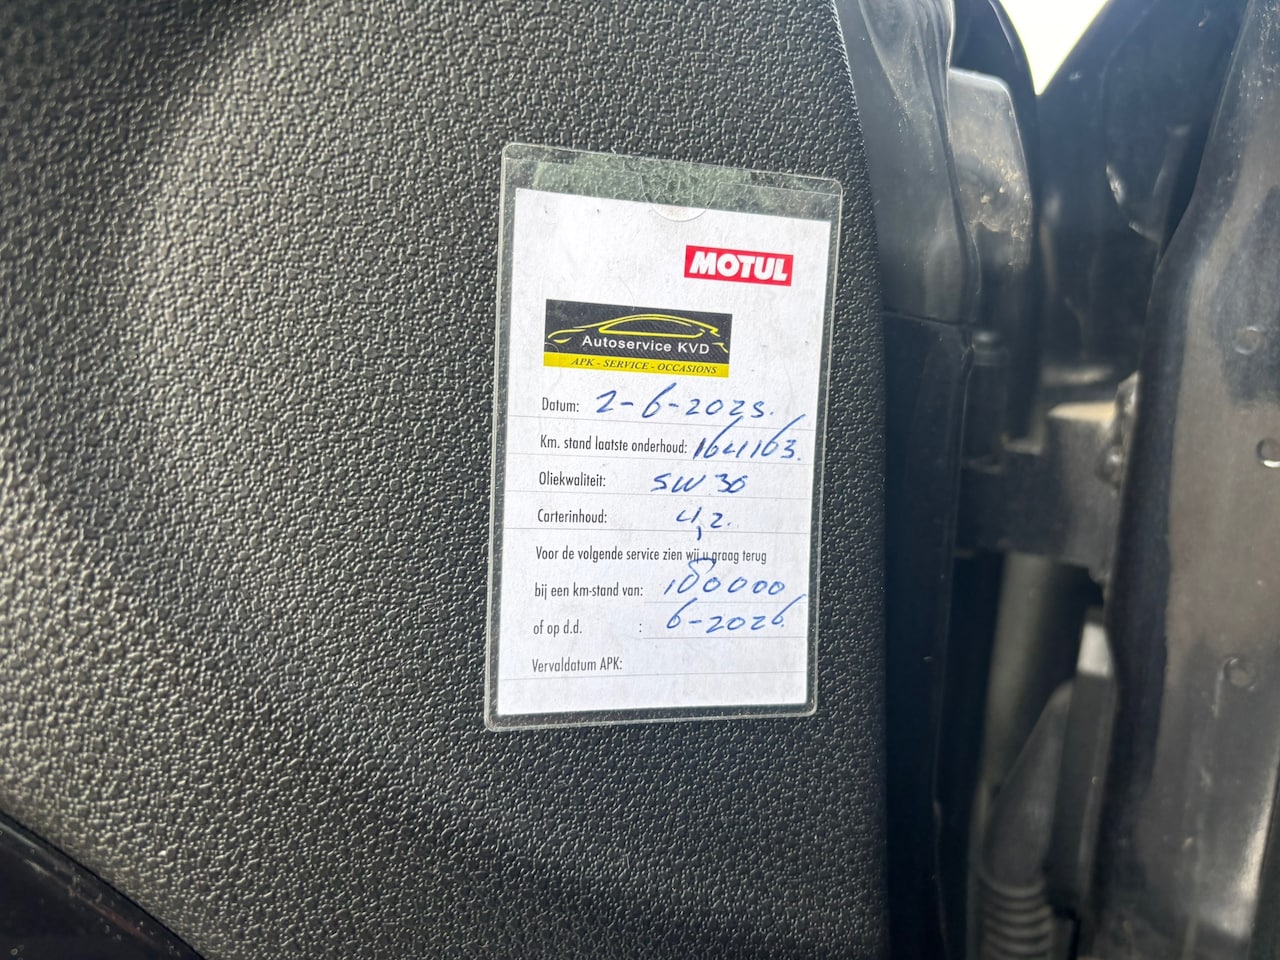 MOTUL
Autoservice KVD
APK - SERVICE - OCCASIONS
Datum: 2-6-2025.
Km. stand laatste onderhoud: 164163.
Oliekwaliteit: 5W30
Carterinhoud: 4,2.
Voor de volgende service zien wij u graag terug
bij een km-stand van: 180000
of op d.d. : 6-2026.
Vervaldatum APK: